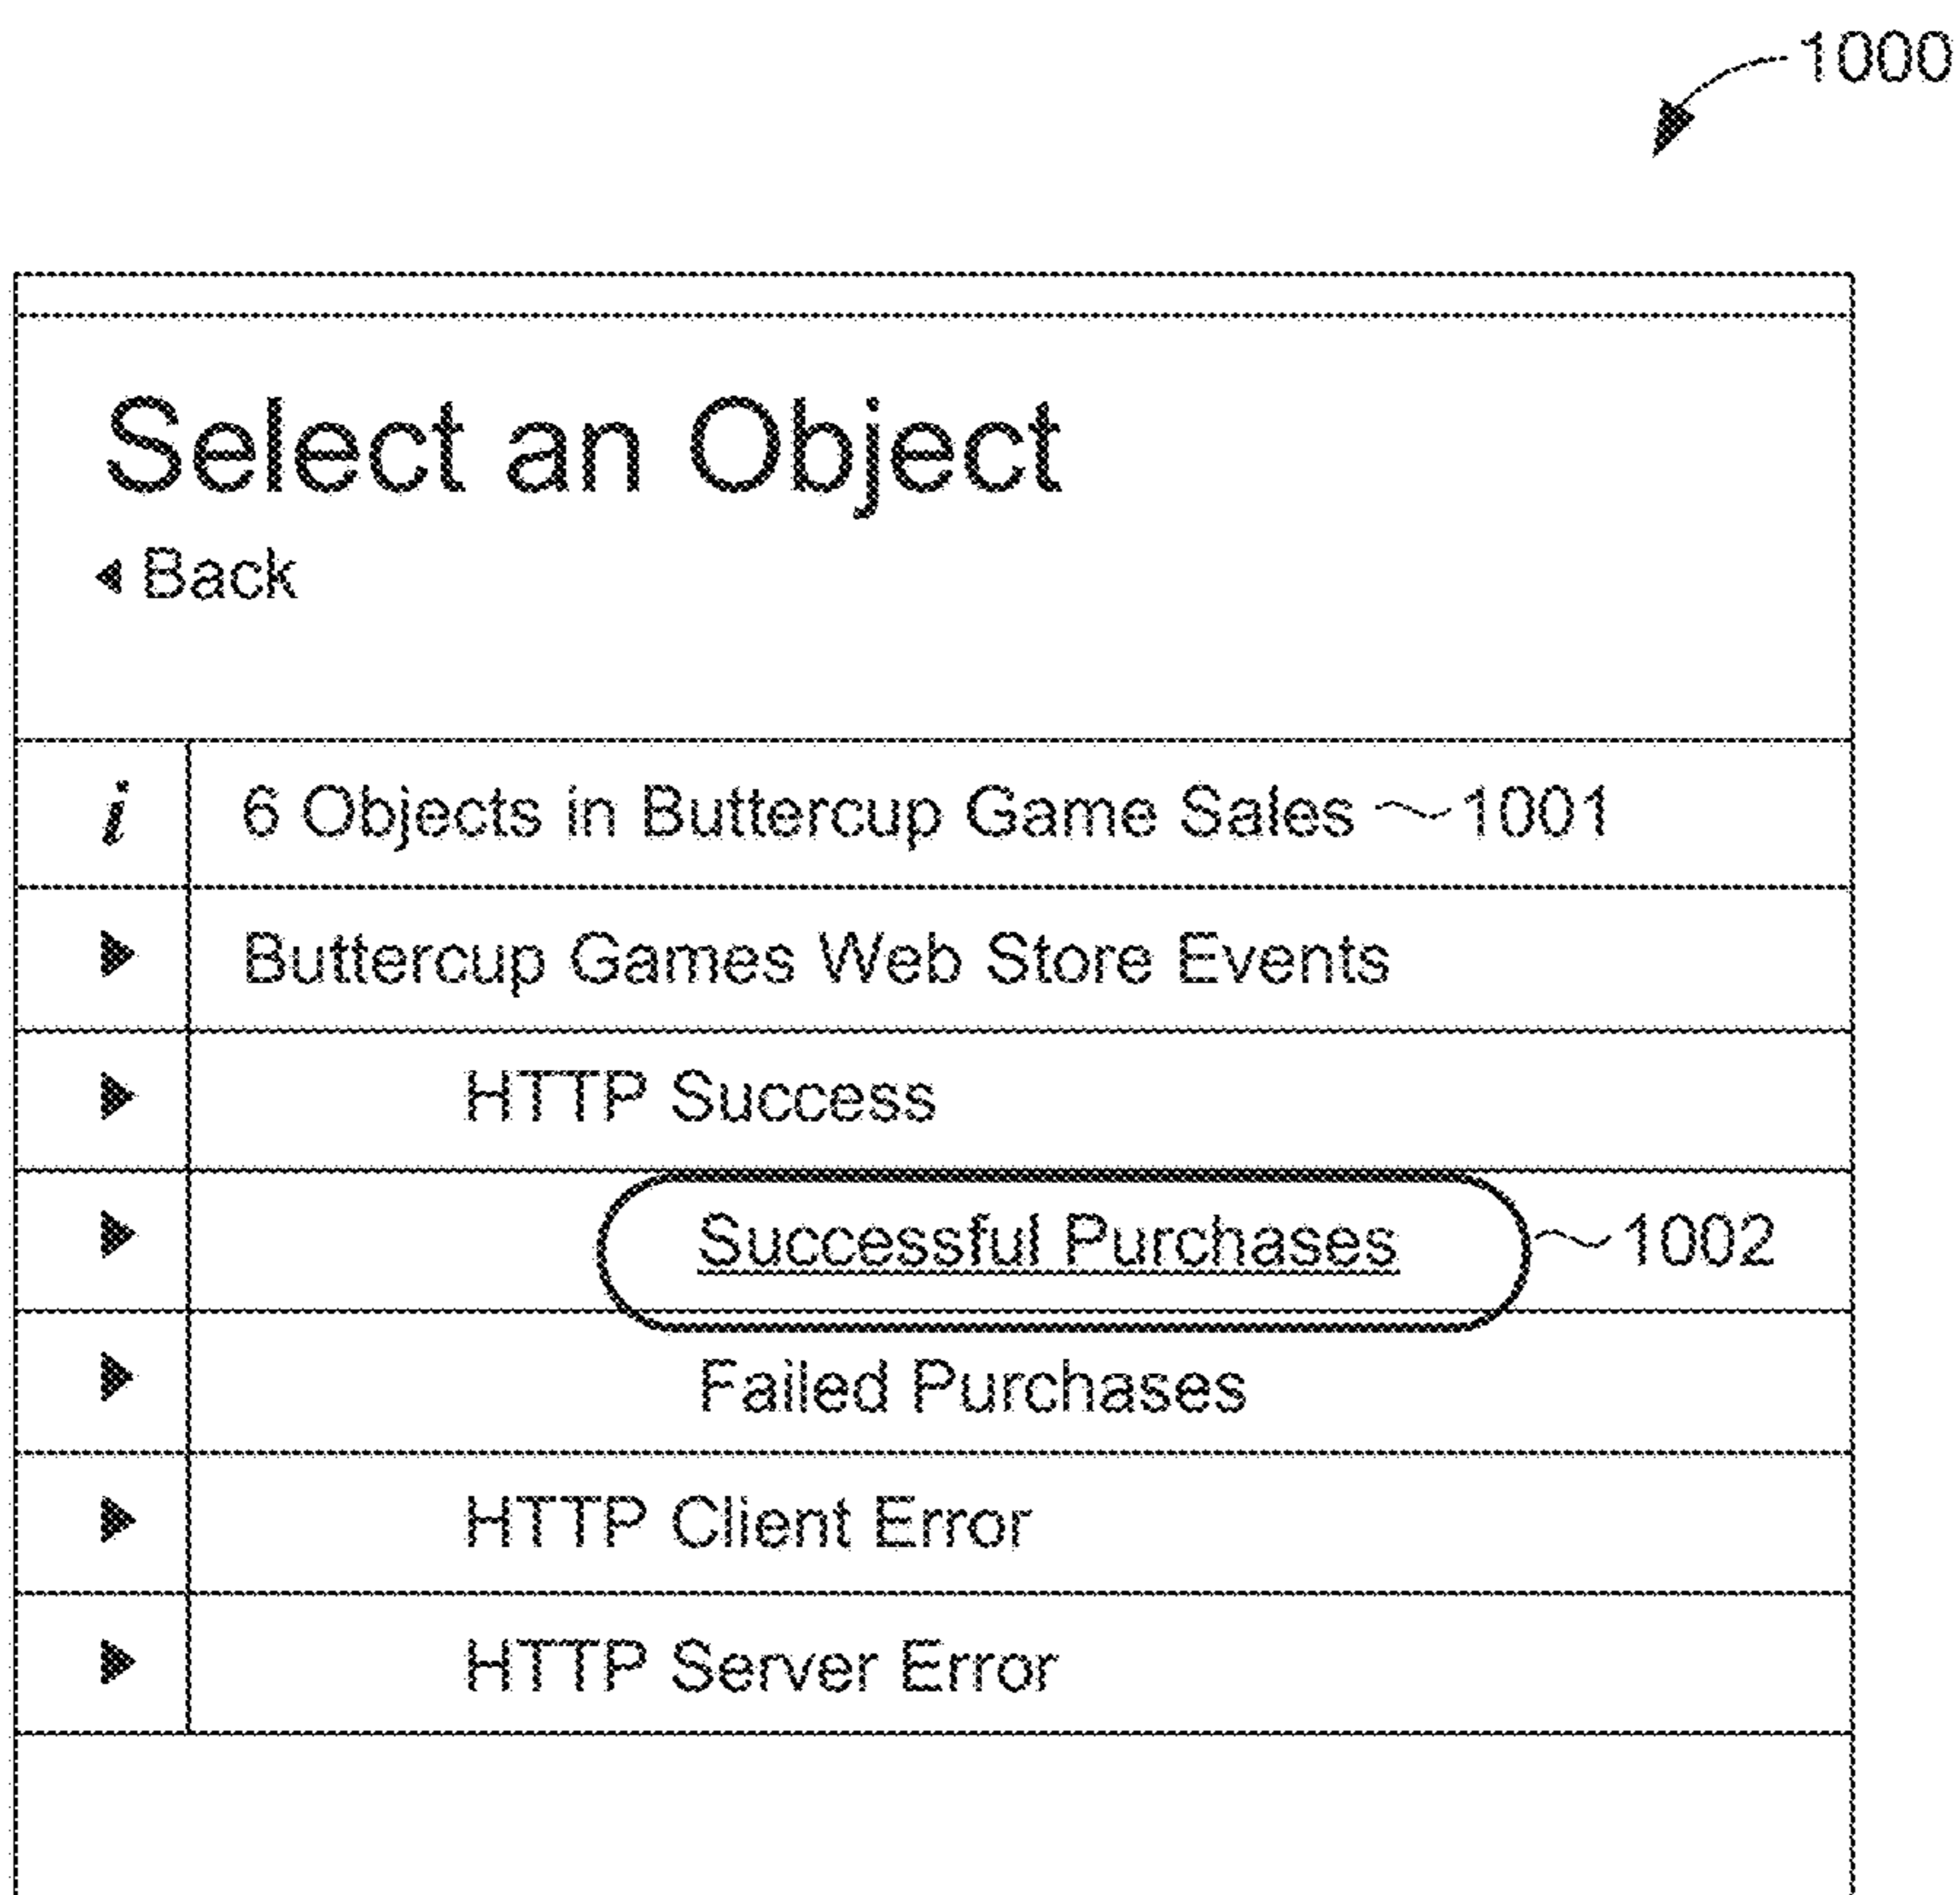 1000
Select an Object
Back
i 6 Objects in Buttercup Game Sales 1001
Buttercup Games Web Store Events
HTTP Success
Successful Purchases 1002
Failed Purchases
HTTP Client Error
HTTP Server Error